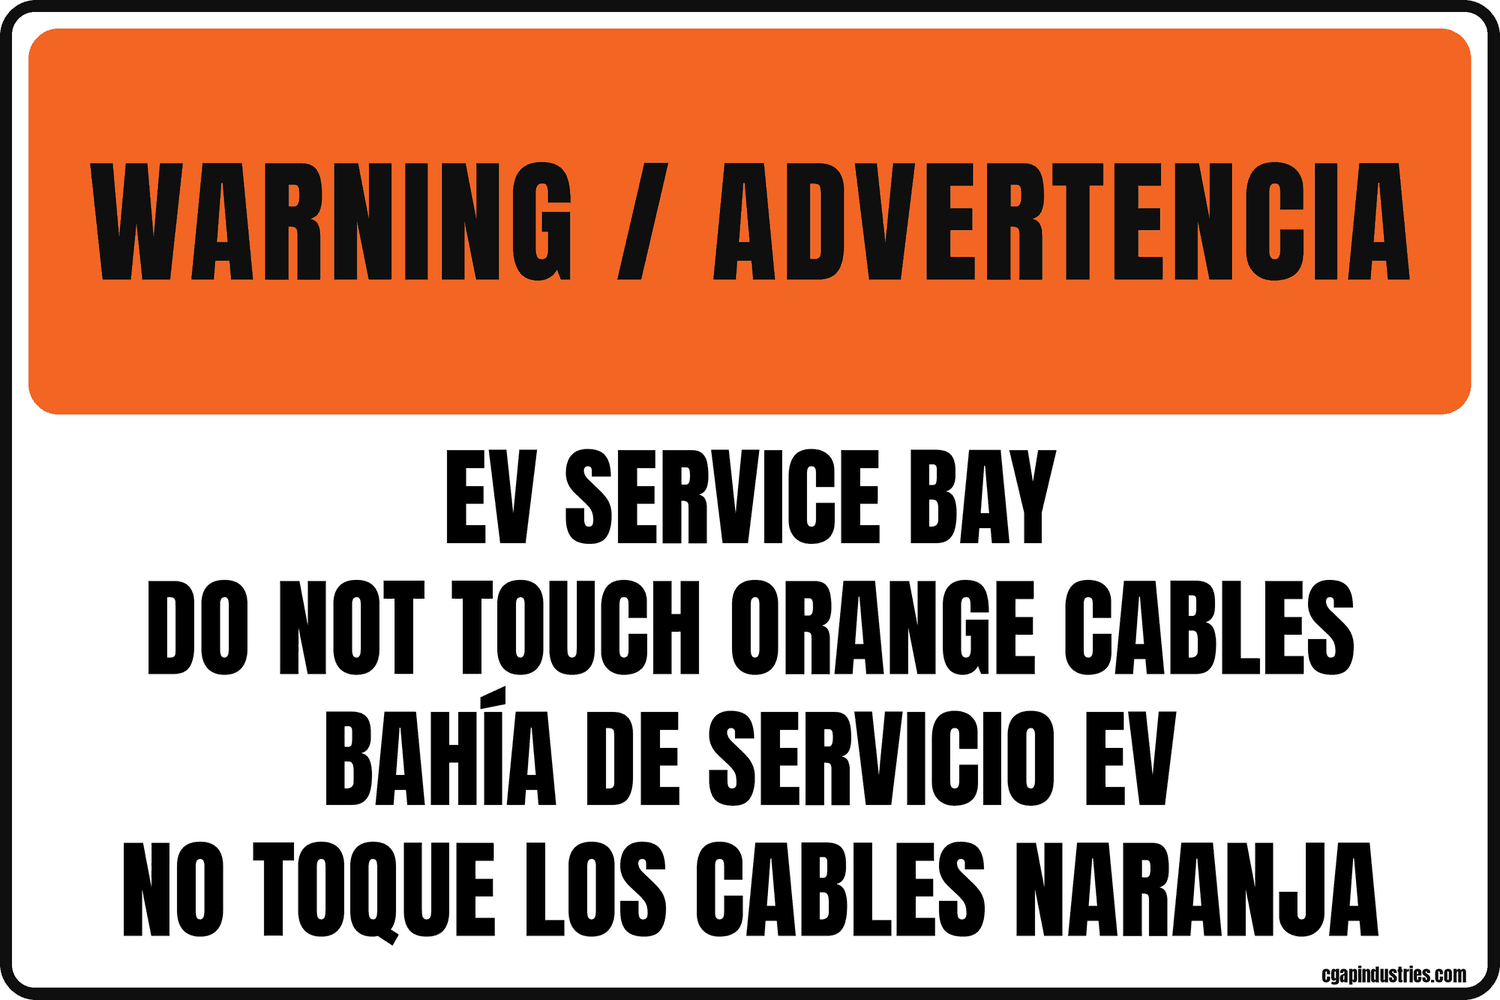 WARNING / ADVERTENCIA
EV SERVICE BAY
DO NOT TOUCH ORANGE CABLES
BAHÍA DE SERVICIO EV
NO TOQUE LOS CABLES NARANJA
cgapindustries.com